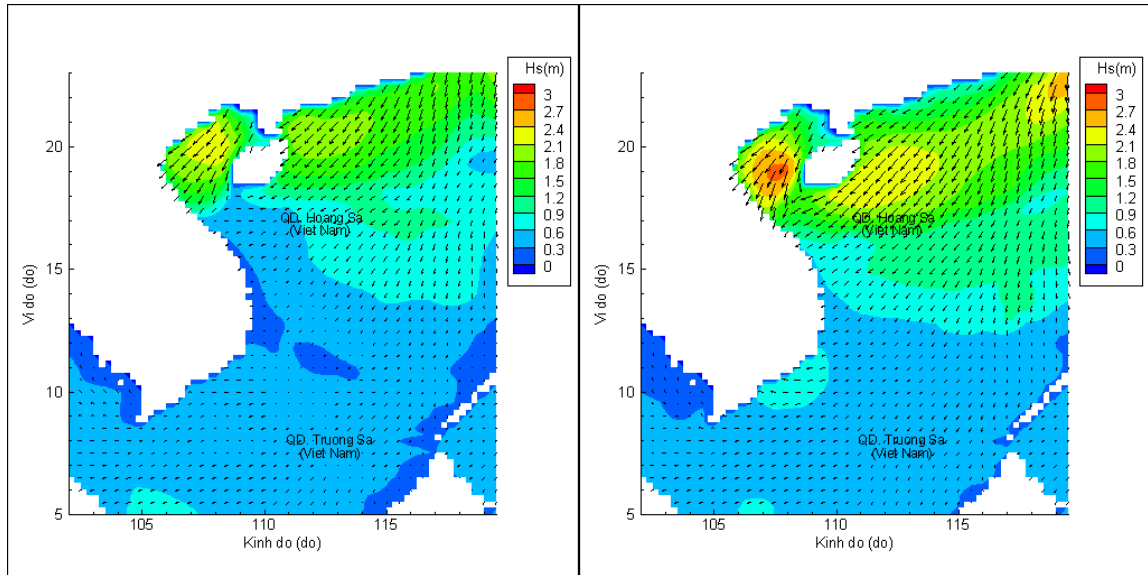 Hs(m)
3
2.7
2.4
2.1
1.8
1.5
1.2
0.9
0.6
0.3
0
20
15
10
5
Vi do (do)
QD. Hoang Sa
(Viet Nam)
QD. Truong Sa
(Viet Nam)
105
110
115
Kinh do (do)
Hs(m)
3
2.7
2.4
2.1
1.8
1.5
1.2
0.9
0.6
0.3
0
20
15
10
5
Vi do (do)
QD. Hoang Sa
(Viet Nam)
QD. Truong Sa
(Viet Nam)
105
110
115
Kinh do (do)